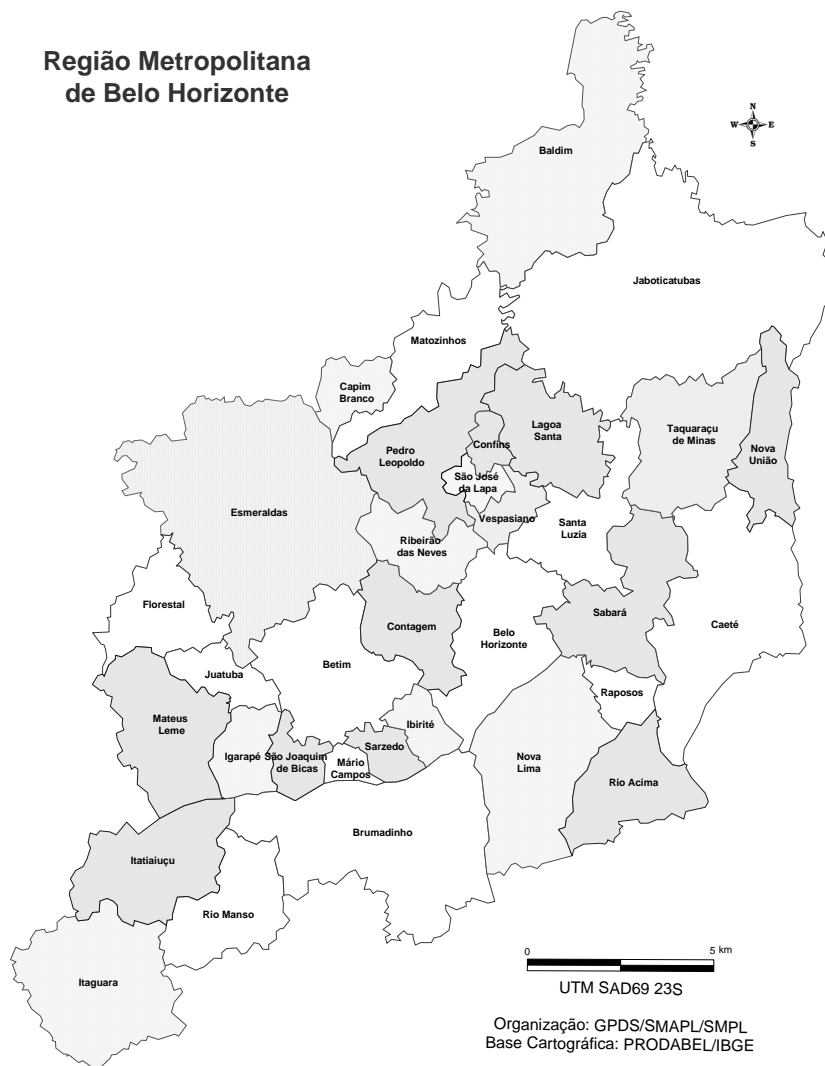 Região Metropolitana
de Belo Horizonte
N
W
E
S
Baldim
Jaboticatubas
Matozinhos
Capim
Branco
Lagoa
Santa
Taquaraçu
de Minas
Nova
União
Pedro
Leopoldo
Confins
São José
da Lapa
Esmeraldas
Vespasiano
Santa
Luzia
Ribeirão
das Neves
Florestal
Contagem
Sabará
Caeté
Belo
Horizonte
Betim
Juatuba
Raposos
Mateus
Leme
Ibirité
Igarapé
São Joaquim
de Bicas
Mário
Campos
Sarzedo
Nova
Lima
Rio Acima
Brumadinho
Itatiaiuçu
Rio Manso
Itaguara
0
5 km
UTM SAD69 23S
Organização: GPDS/SMAPL/SMPL
Base Cartográfica: PRODABEL/IBGE